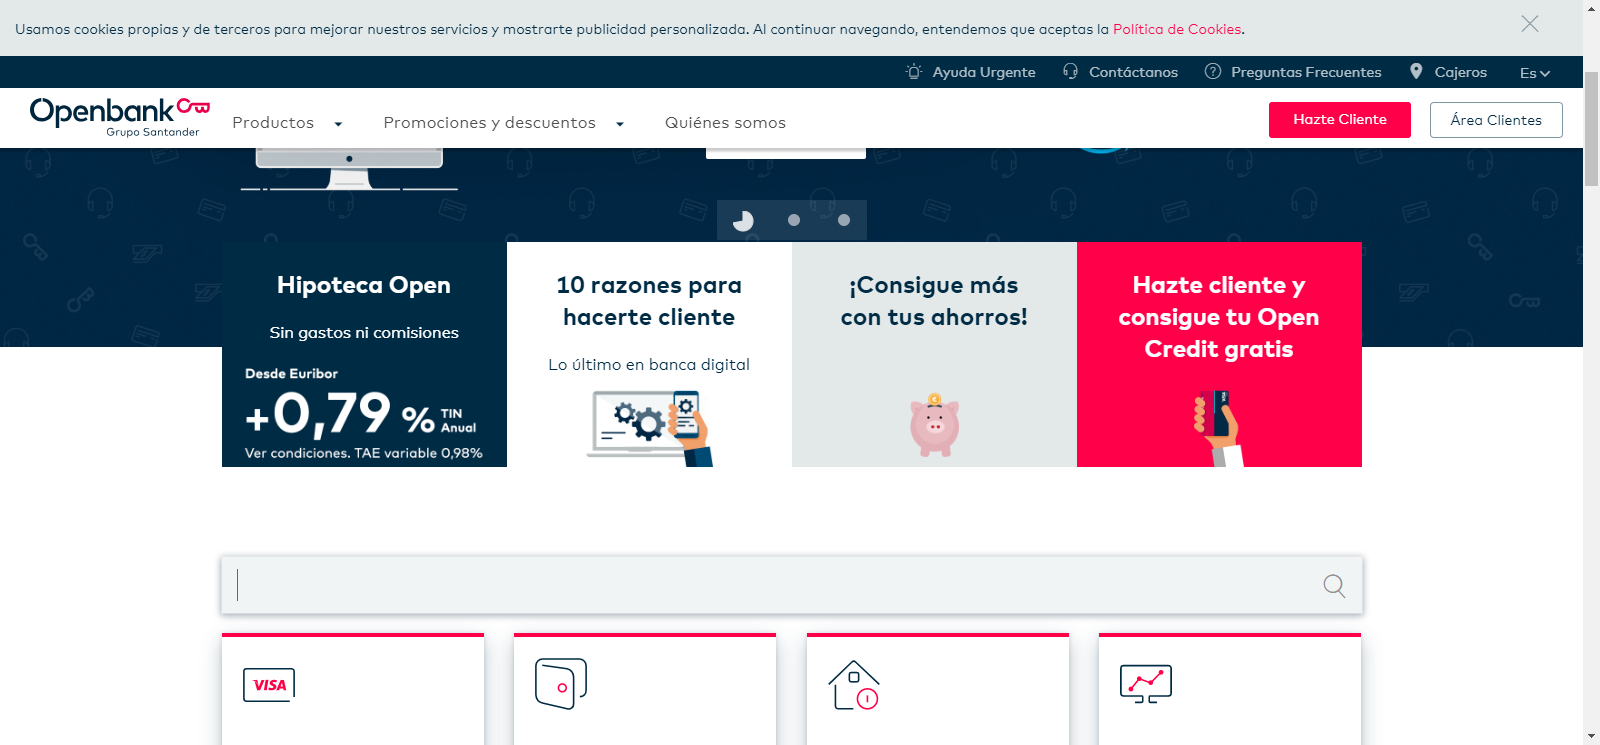 Usamos cookies propias y de terceros para mejorar nuestros servicios y mostrarte publicidad personalizada. Al continuar navegando, entendemos que aceptas la Política de Cookies.
Ayuda Urgente
Contáctanos
Preguntas Frecuentes
Cajeros
Es
Openbank
Grupo Santander
Productos
Promociones y descuentos
Quiénes somos
Hazte Cliente
Área Clientes
Hipoteca Open
Sin gastos ni comisiones
Desde Euribor
+0,79 % TIN
Anual
Ver condiciones. TAE variable 0,98%
10 razones para
hacerte cliente
Lo último en banca digital
¡Consigue más
con tus ahorros!
Hazte cliente y
consigue tu Open
Credit gratis
VISA
VISA